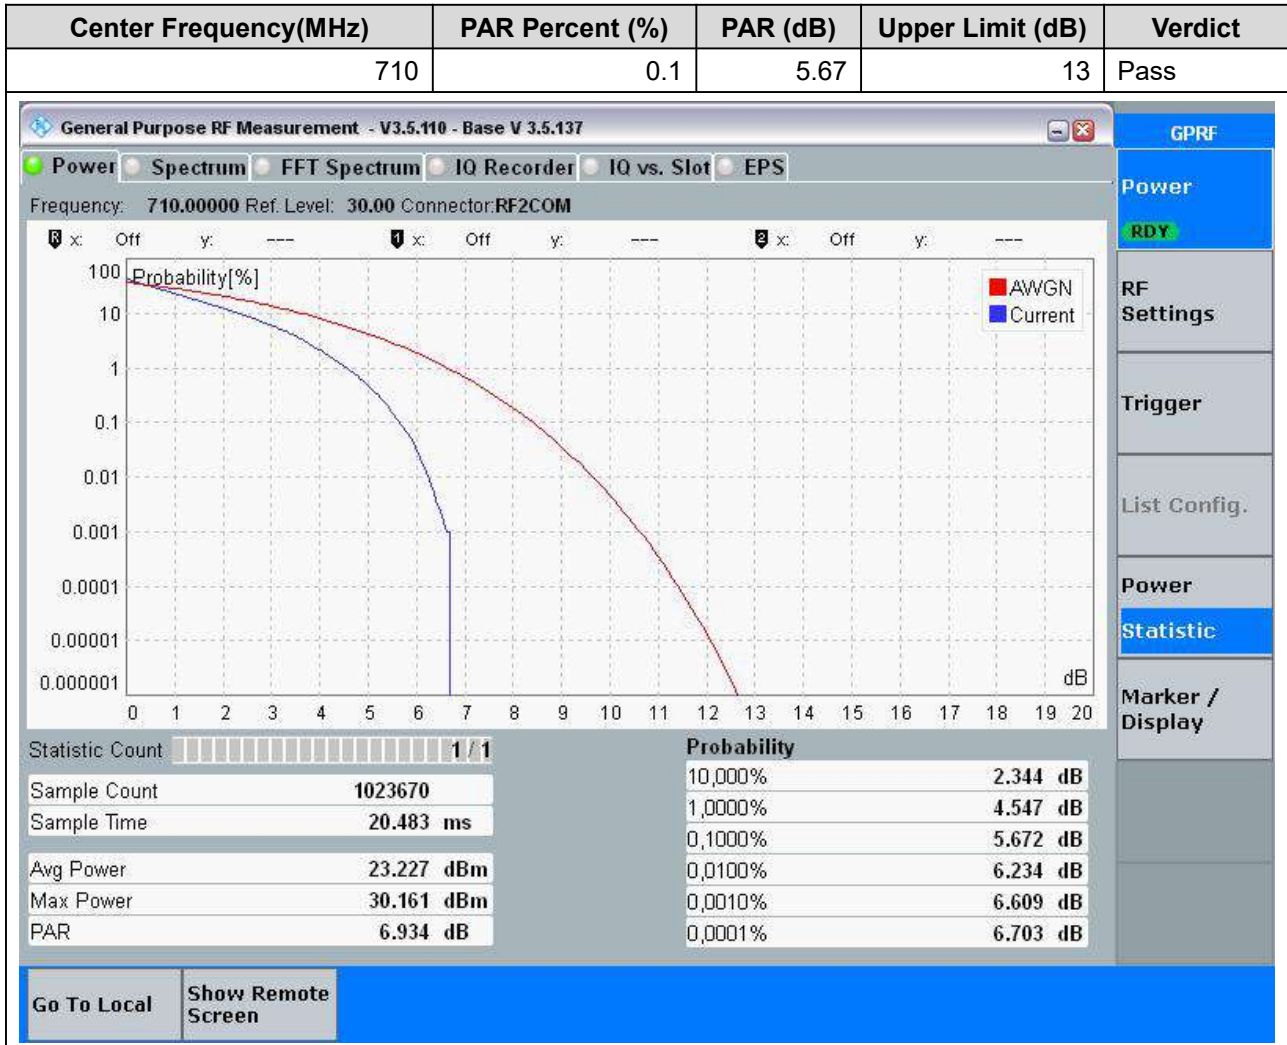 Center Frequency(MHz) PAR Percent (%) PAR (dB) Upper Limit (dB) Verdict
710 0.1 5.67 13 Pass
General Purpose RF Measurement - V3.5.110 - Base V 3.5.137
GPRF
Power Spectrum FFT Spectrum IQ Recorder IQ vs. Slot EPS
Power
RDY
Frequency: 710.00000 Ref. Level: 30.00 Connector:RF2COM
R x: Off y: --- 1 x: Off y: --- 2 x: Off y: ---
Probability[%]
AWGN
Current
100
10
1
0.1
0.01
0.001
0.0001
0.00001
0.000001
dB
0 1 2 3 4 5 6 7 8 9 10 11 12 13 14 15 16 17 18 19 20
RF
Settings
Trigger
List Config.
Power
Statistic
Marker /
Display
Statistic Count 1 / 1
Sample Count 1023670
Sample Time 20.483 ms
Avg Power 23.227 dBm
Max Power 30.161 dBm
PAR 6.934 dB
Probability
10,000% 2.344 dB
1,0000% 4.547 dB
0,1000% 5.672 dB
0,0100% 6.234 dB
0,0010% 6.609 dB
0,0001% 6.703 dB
Go To Local
Show Remote
Screen